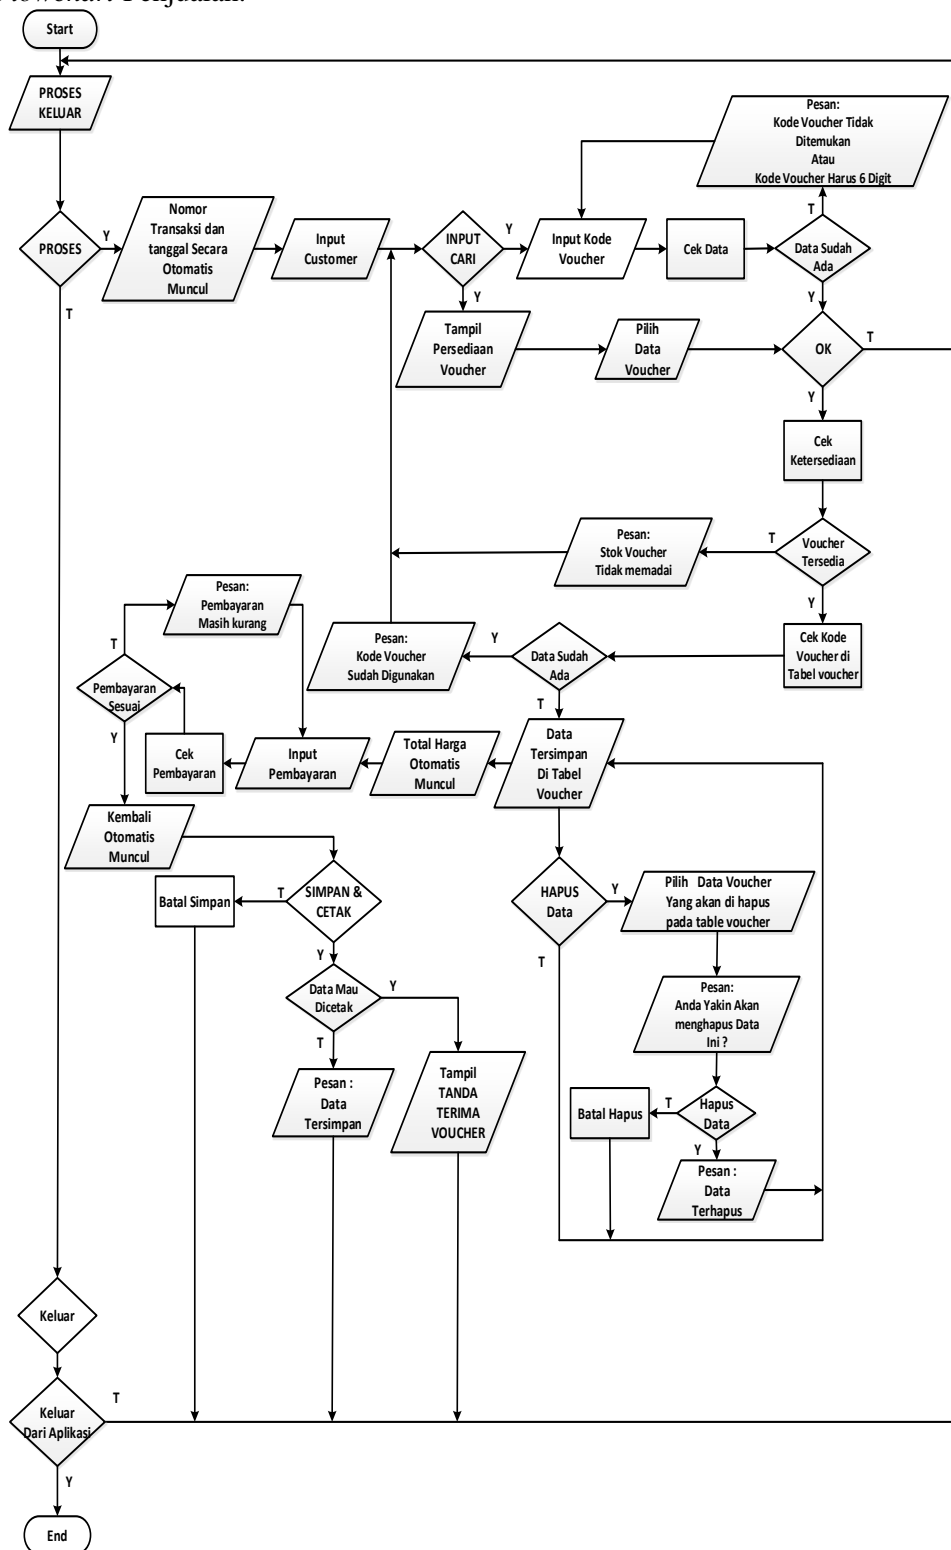 Penjualan.
Start
PROSES
KELUAR
PROSES
Y
T
Nomor
Transaksi dan
tanggal Secara
Otomatis
Muncul
Input
Customer
INPUT
CARI
Y
Y
Input Kode
Voucher
Cek Data
Data Sudah
Ada
T
Y
Pesan:
Kode Voucher Tidak
Ditemukan
Atau
Kode Voucher Harus 6 Digit
Tampil
Persediaan
Voucher
Pilih
Data
Voucher
OK
T
Y
Cek
Ketersediaan
Voucher
Tersedia
T
Y
Pesan:
Stok Voucher
Tidak memadai
Cek Kode
Voucher di
Tabel voucher
Data Sudah
Ada
Y
T
Pesan:
Kode Voucher
Sudah Digunakan
Pesan:
Pembayaran
Masih kurang
T
Pembayaran
Sesuai
Y
Cek
Pembayaran
Input
Pembayaran
Total Harga
Otomatis
Muncul
Data
Tersimpan
Di Tabel
Voucher
Kembali
Otomatis
Muncul
Batal Simpan
T
SIMPAN &
CETAK
Y
Data Mau
Dicetak
Y
T
Pesan :
Data
Tersimpan
Tampil
TANDA
TERIMA
VOUCHER
HAPUS
Data
Y
T
Pilih Data Voucher
Yang akan di hapus
pada table voucher
Pesan:
Anda Yakin Akan
menghapus Data
Ini ?
Hapus
Data
T
Y
Batal Hapus
Pesan :
Data
Terhapus
Keluar
Keluar
Dari Aplikasi
T
Y
End